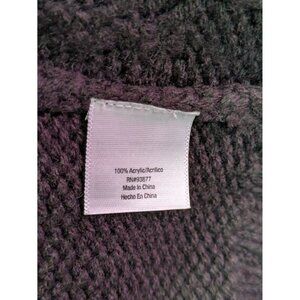 100% Acrylic/Acrilico
RN#93877
Made In China
Hecho En China